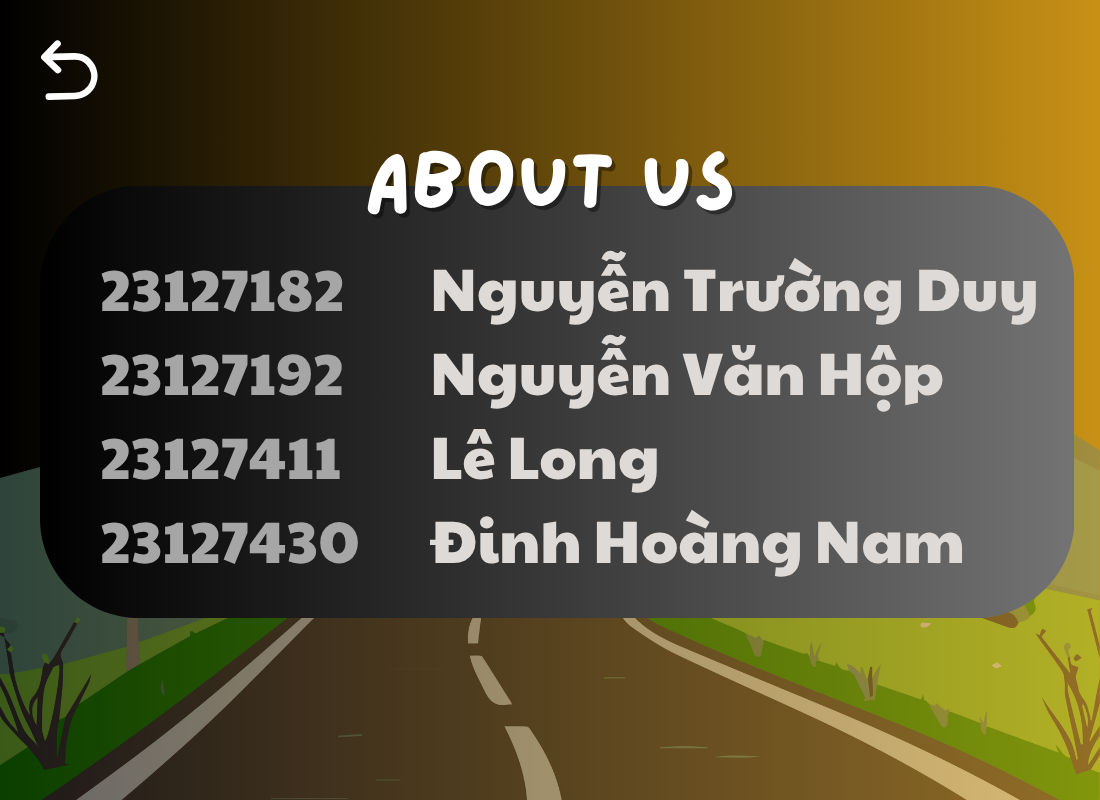 ABOUT US
23127182 Nguyễn Trường Duy
23127192 Nguyễn Văn Hộp
23127411 Lê Long
23127430 Đinh Hoàng Nam